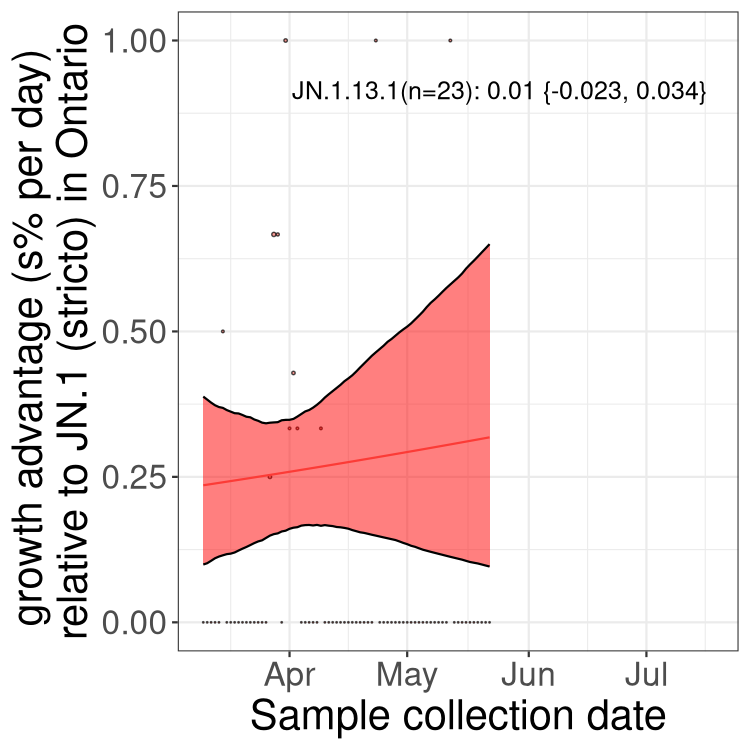 growth advantage (s% per day)
relative to JN.1 (stricto) in Ontario
1.00
0.75
0.50
0.25
0.00
JN.1.13.1(n=23): 0.01 {-0.023, 0.034}
Apr May Jun Jul
Sample collection date